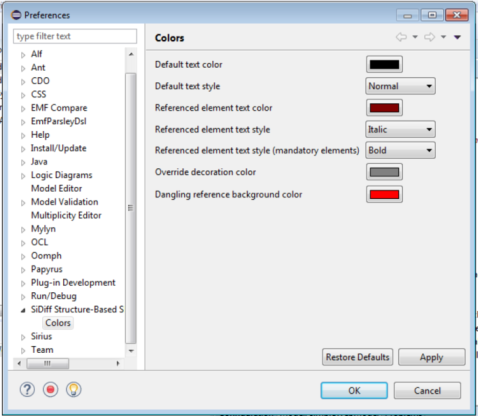 Preferences
type filter text
Alf
Ant
CDO
CSS
EMF Compare
EmfParsleyDsl
Help
Install/Update
Java
Logic Diagrams
Model Editor
Model Validation
Multiplicity Editor
Mylyn
OCL
Oomph
Papyrus
Plug-in Development
Run/Debug
SiDiff Structure-Based S
Colors
Sirius
Team
Colors
Default text color
Default text style Normal
Referenced element text color
Referenced element text style Italic
Referenced element text style (mandatory elements) Bold
Override decoration color
Dangling reference background color
Restore Defaults Apply
? OK Cancel